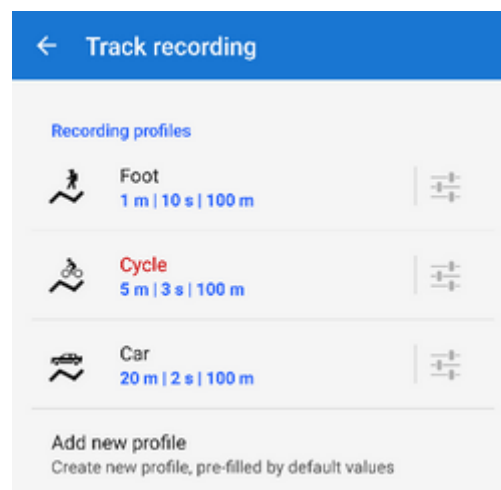 Track recording
Recording profiles
Foot
1 m | 10 s | 100 m
Cycle
5 m | 3 s | 100 m
Car
20 m | 2 s | 100 m
Add new profile
Create new profile, pre-filled by default values